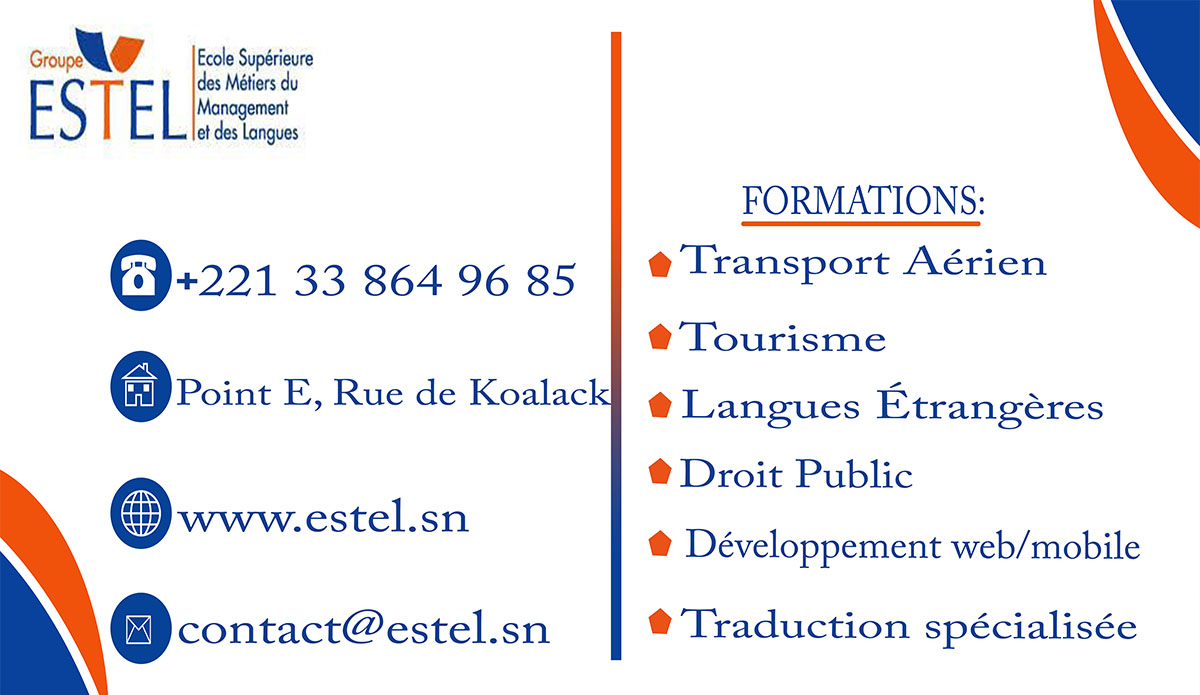 Groupe
ESTEL
Ecole Supérieure
des Métiers du
Management
et des Langues
+221 33 864 96 85
Point E, Rue de Koalack
www.estel.sn
contact@estel.sn
FORMATIONS:
Transport Aérien
Tourisme
Langues Étrangères
Droit Public
Développement web/mobile
Traduction spécialisée